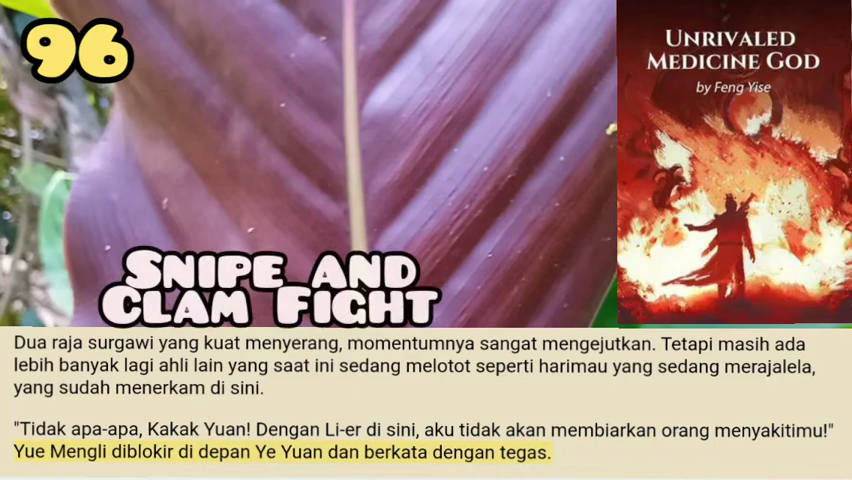 96
UNRIVALED
MEDICINE GOD
by Feng Yise
SNIPE AND
CLAM FIGHT
Dua raja surgawi yang kuat menyerang, momentumnya sangat mengejutkan. Tetapi masih ada
lebih banyak lagi ahli lain yang saat ini sedang melotot seperti harimau yang sedang merajalela,
yang sudah menerkam di sini.
"Tidak apa-apa, Kakak Yuan! Dengan Li-er di sini, aku tidak akan membiarkan orang menyakitimu!"
Yue Mengli diblokir di depan Ye Yuan dan berkata dengan tegas.